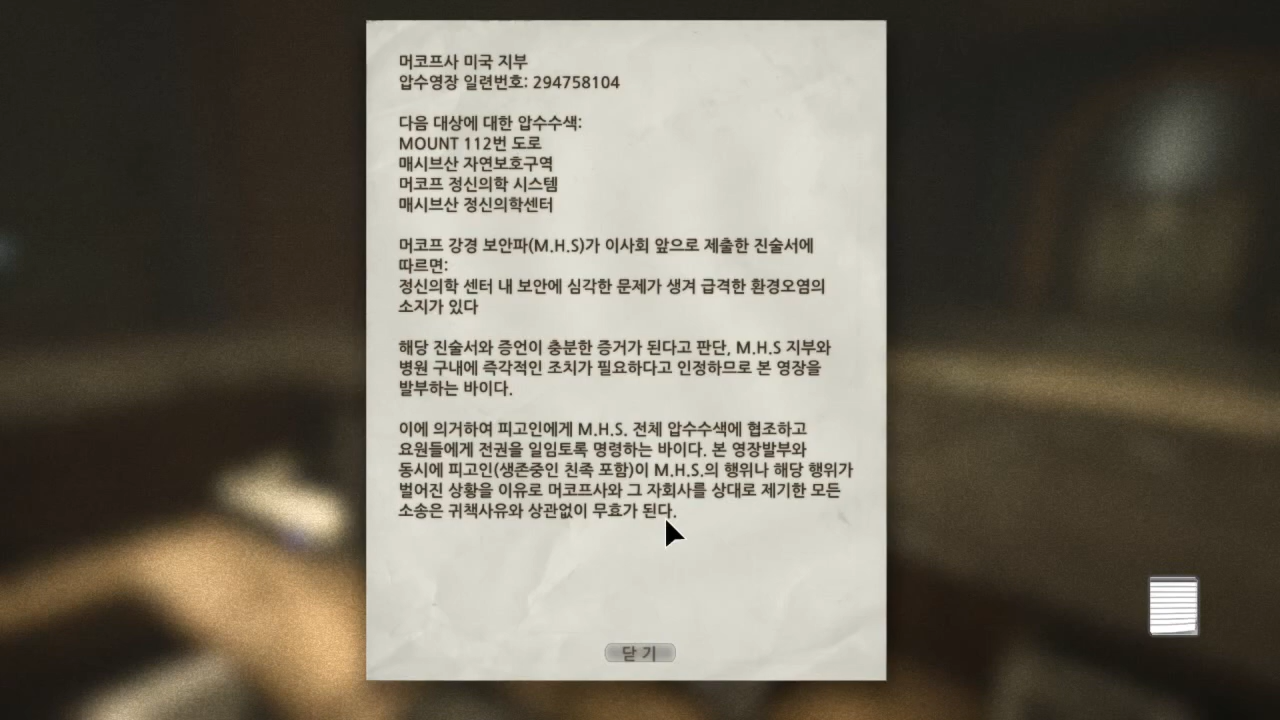 머코프사 미국 지부
압수영장 일련번호: 294758104
다음 대상에 대한 압수수색:
MOUNT 112번 도로
매시브산 자연보호구역
머코프 정신의학 시스템
매시브산 정신의학센터
머코프 강경 보안파(M.H.S)가 이사회 앞으로 제출한 진술서에
따르면:
정신의학 센터 내 보안에 심각한 문제가 생겨 급격한 환경오염의
소지가 있다
해당 진술서와 증언이 충분한 증거가 된다고 판단, M.H.S 지부와
병원 구내에 즉각적인 조치가 필요하다고 인정하므로 본 영장을
발부하는 바이다.
이에 의거하여 피고인에게 M.H.S. 전체 압수수색에 협조하고
요원들에게 전권을 일임토록 명령하는 바이다. 본 영장발부와
동시에 피고인(생존중인 친족 포함)이 M.H.S.의 행위나 해당 행위가
벌어진 상황을 이유로 머코프사와 그 자회사를 상대로 제기한 모든
소송은 귀책사유와 상관없이 무효가 된다.
닫 기